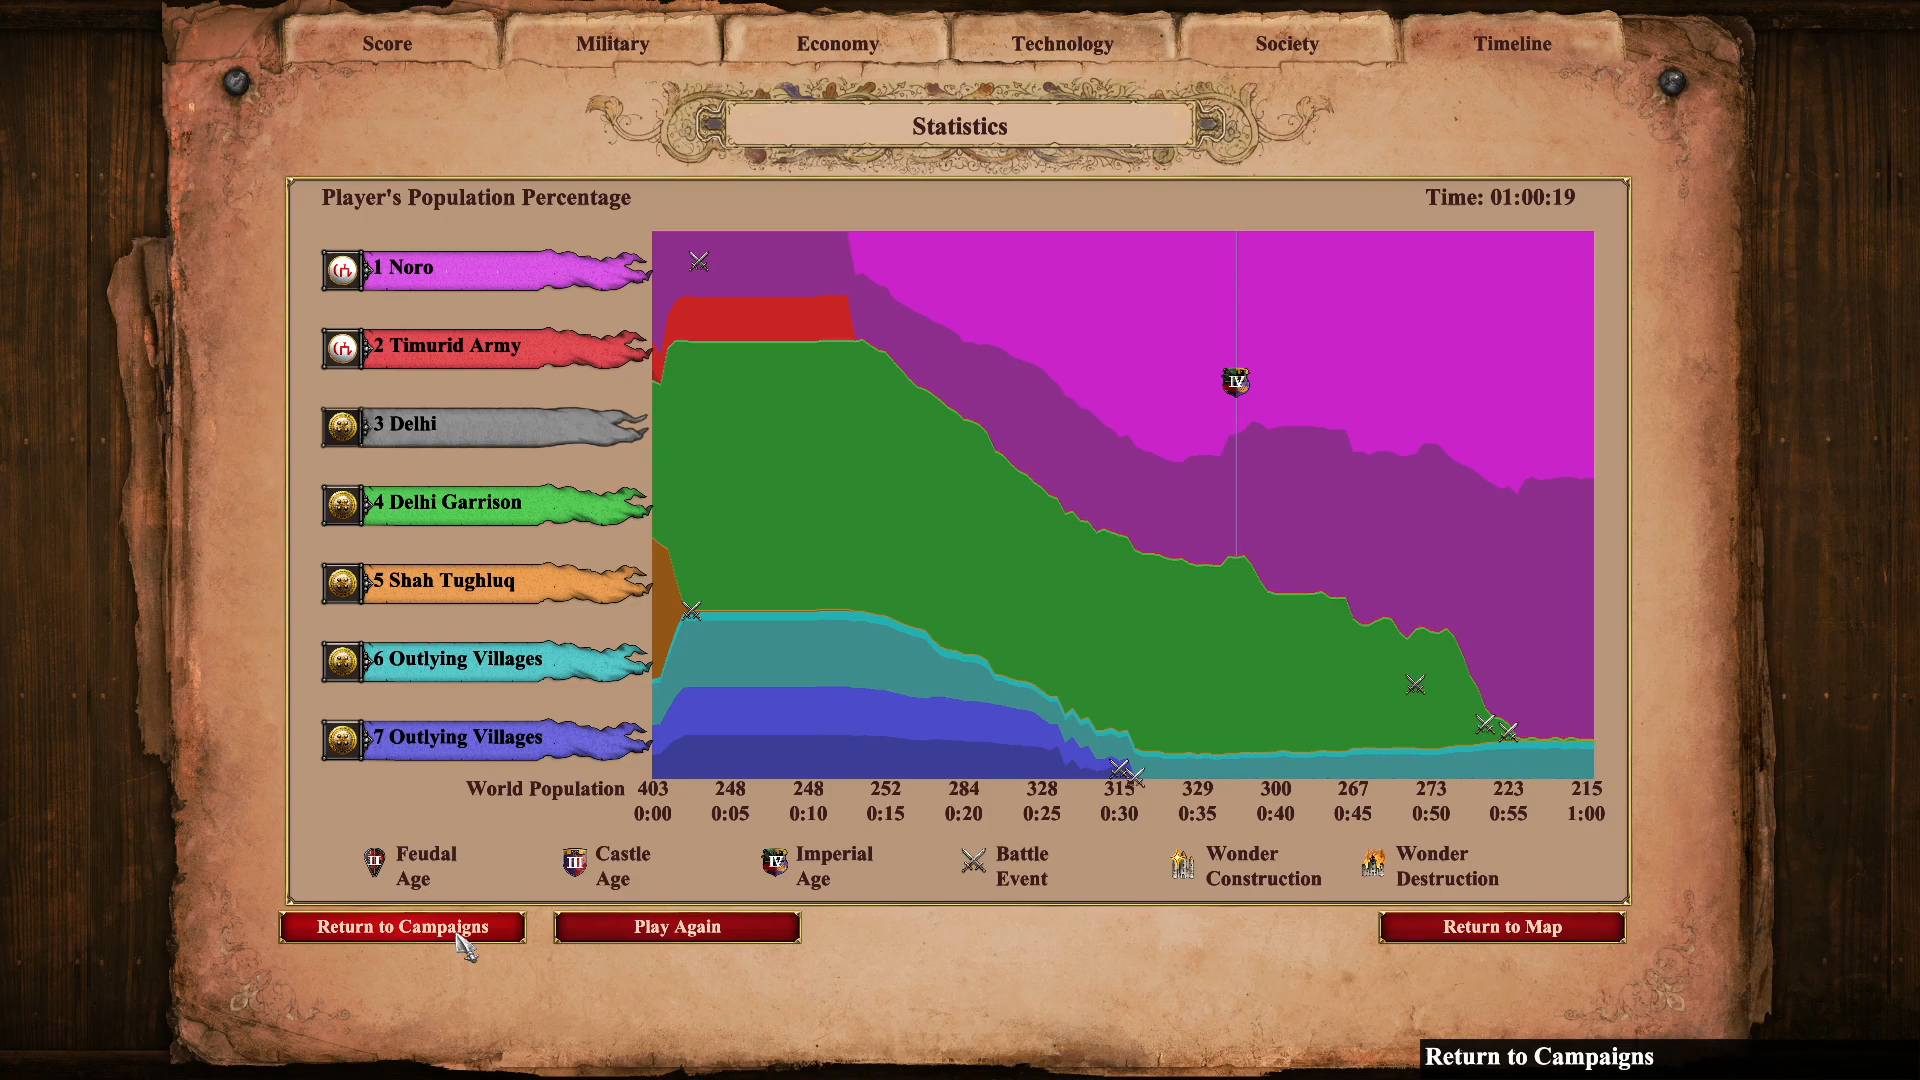 Score Military Economy Technology Society Timeline
Statistics
Player's Population Percentage Time: 01:00:19
1 Noro
2 Timurid Army
3 Delhi
4 Delhi Garrison
5 Shah Tughluq
6 Outlying Villages
7 Outlying Villages
IV
World Population 403 248 248 252 284 328 315 329 300 267 273 223 215
0:00 0:05 0:10 0:15 0:20 0:25 0:30 0:35 0:40 0:45 0:50 0:55 1:00
II Feudal Age
III Castle Age
IV Imperial Age
Battle Event
Wonder Construction
Wonder Destruction
Return to Campaigns Play Again Return to Map
Return to Campaigns